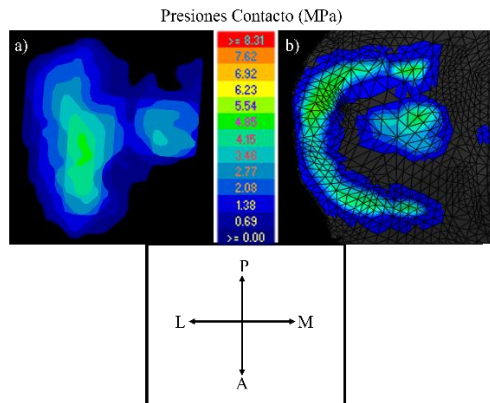 Presiones Contacto (MPa)
a)
b)
>= 8.31
7.62
6.92
6.23
5.54
4.85
4.15
3.46
2.77
2.08
1.38
0.69
>= 0.00
P
L
M
A